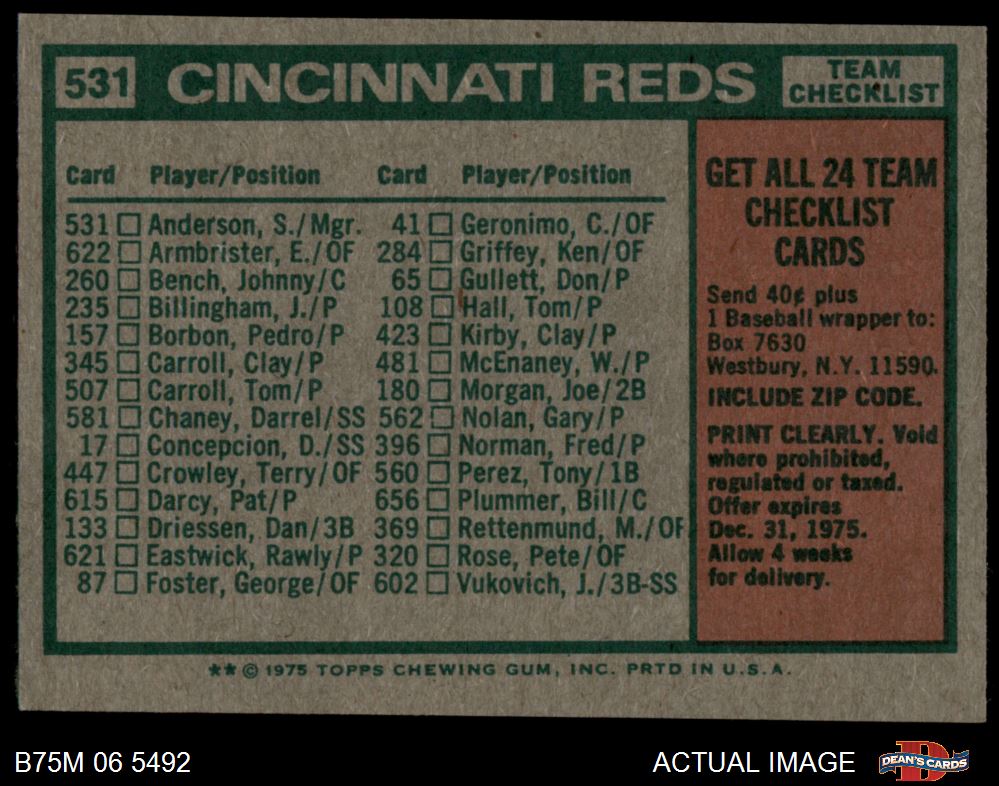 531 CINCINNATI REDS TEAM CHECKLIST
Card Player/Position Card Player/Position
531 Anderson, S./Mgr. 41 Geronimo, C./OF
622 Armbrister, E./OF 284 Griffey, Ken/OF
260 Bench, Johnny/C 65 Gullett, Don/P
235 Billingham, J./P 108 Hall, Tom/P
157 Borbon, Pedro/P 423 Kirby, Clay/P
345 Carroll, Clay/P 481 McEnaney, W./P
507 Carroll, Tom/P 180 Morgan, Joe/2B
581 Chaney, Darrel/SS 562 Nolan, Gary/P
17 Concepcion, D./SS 396 Norman, Fred/P
447 Crowley, Terry/OF 560 Perez, Tony/1B
615 Darcy, Pat/P 656 Plummer, Bill/C
133 Driessen, Dan/3B 369 Rettenmund, M./OF
621 Eastwick, Rawly/P 320 Rose, Pete/OF
87 Foster, George/OF 602 Vukovich, J./3B-SS
GET ALL 24 TEAM
CHECKLIST
CARDS
Send 40¢ plus
1 Baseball wrapper to:
Box 7630
Westbury, N.Y. 11590.
INCLUDE ZIP CODE.
PRINT CLEARLY. Void
where prohibited,
regulated or taxed.
Offer expires
Dec. 31, 1975.
Allow 4 weeks
for delivery.
** © 1975 TOPPS CHEWING GUM, INC. PRTD IN U.S.A.
B75M 06 5492 ACTUAL IMAGE D DEAN'S CARDS